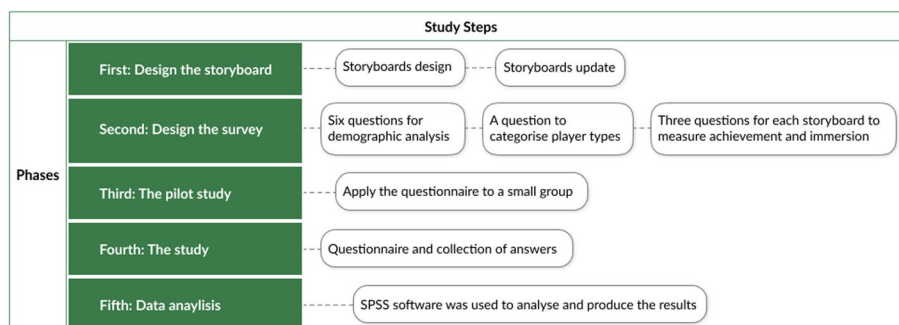 Study Steps
Phases
First: Design the storyboard
Storyboards design
Storyboards update
Second: Design the survey
Six questions for
demographic analysis
A question to
categorise player types
Three questions for each storyboard to
measure achievement and immersion
Third: The pilot study
Apply the questionnaire to a small group
Fourth: The study
Questionnaire and collection of answers
Fifth: Data anaylisis
SPSS software was used to analyse and produce the results